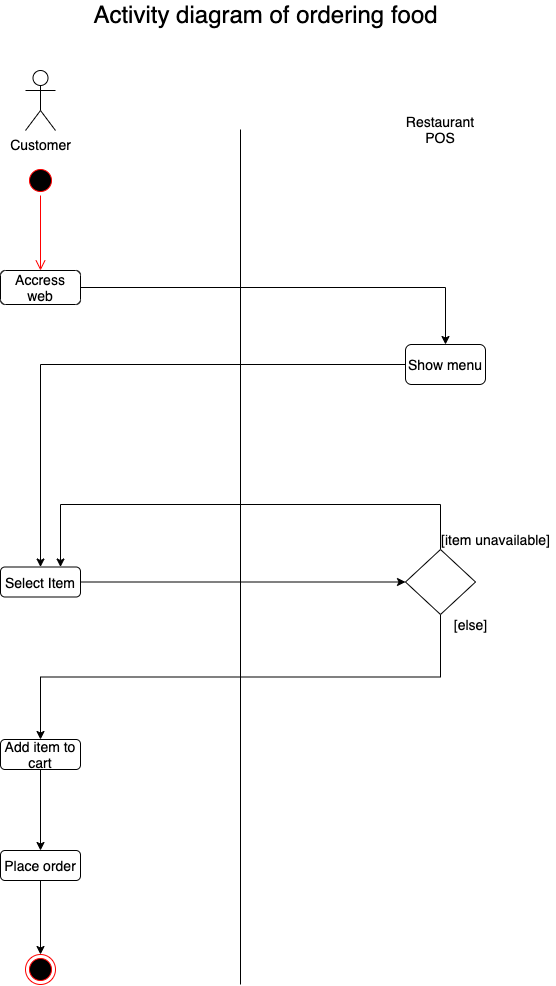 Activity diagram of ordering food
Restaurant
POS
Customer
Accress
web
Show menu
[item unavailable]
Select Item
[else]
Add item to
cart
Place order